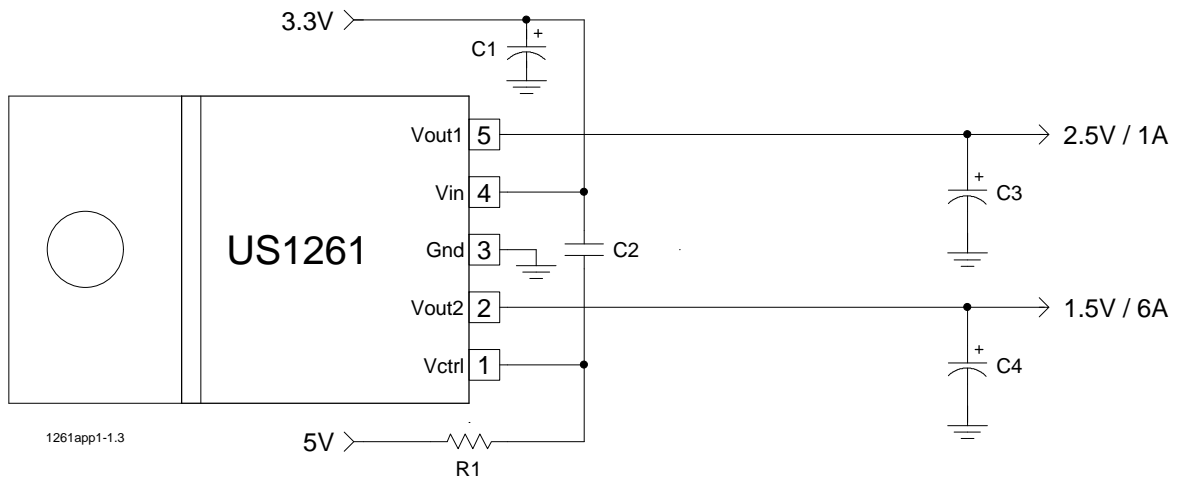 3.3V
C1
+
Vout1 5
2.5V / 1A
Vin 4
+
C3
US1261
Gnd 3
C2
Vout2 2
1.5V / 6A
Vctrl 1
+
C4
1261app1-1.3
5V
R1